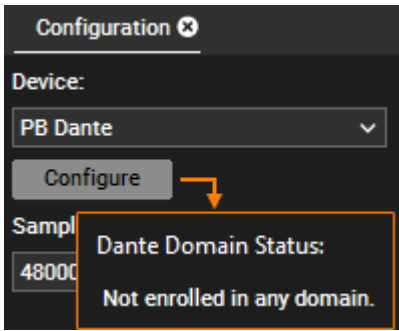 Configuration
Device:
PB Dante
Configure
Sampl
Dante Domain Status:
48000
Not enrolled in any domain.